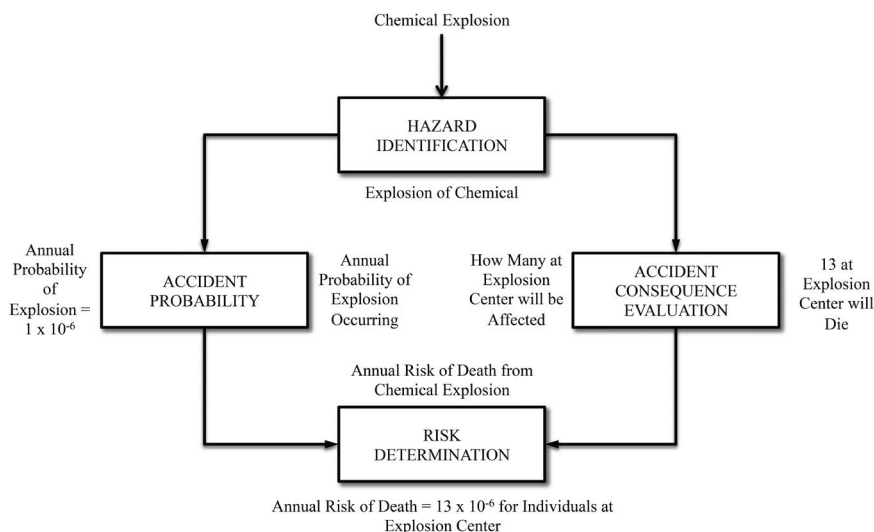 Chemical Explosion
HAZARD
IDENTIFICATION
Explosion of Chemical
Annual
Probability
of
Explosion =
1 x 10⁻⁶
ACCIDENT
PROBABILITY
Annual
Probability of
Explosion
Occurring
How Many at
Explosion
Center will be
Affected
ACCIDENT
CONSEQUENCE
EVALUATION
13 at
Explosion
Center will
Die
Annual Risk of Death from
Chemical Explosion
RISK
DETERMINATION
Annual Risk of Death = 13 x 10⁻⁶ for Individuals at
Explosion Center